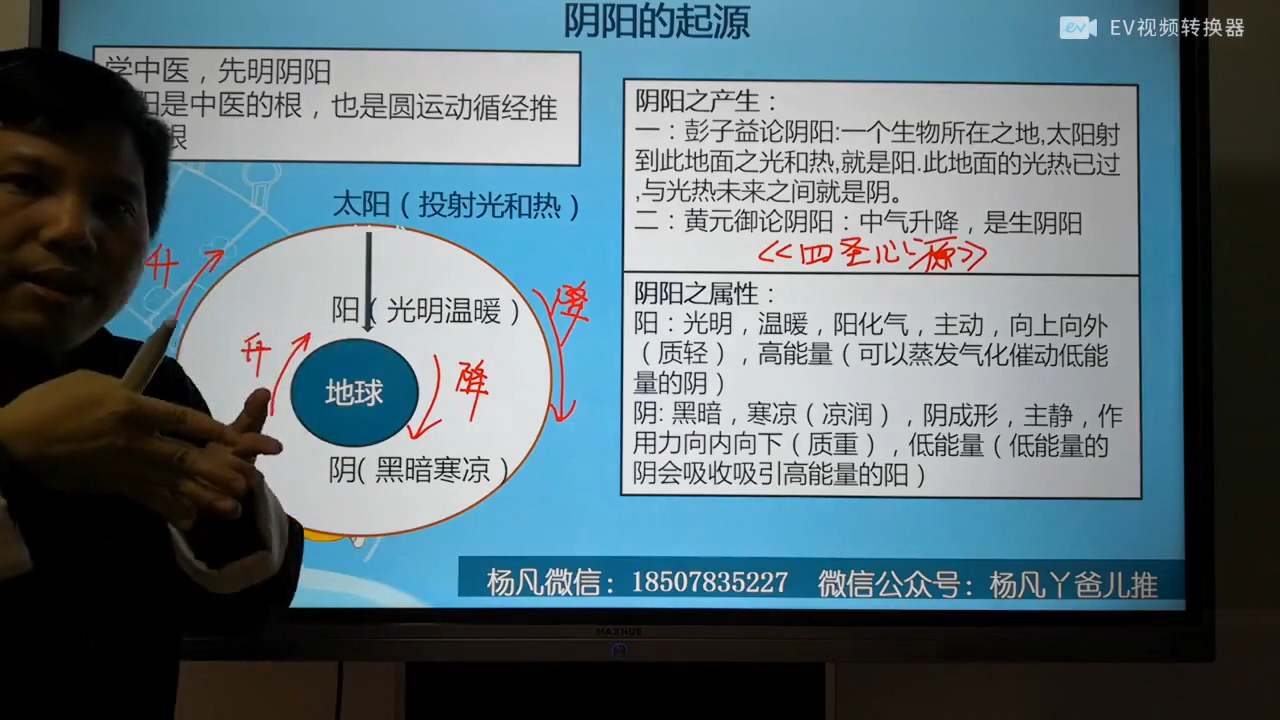 阴阳的起源
EV视频转换器
学中医，先明阴阳
阳是中医的根，也是圆运动循经推
根
太阳（投射光和热）
升
升
降
降
阳（光明温暖）
地球
阴（黑暗寒凉）
阴阳之产生：
一：彭子益论阴阳:一个生物所在之地,太阳射
到此地面之光和热,就是阳.此地面的光热已过
,与光热未来之间就是阴。
二：黄元御论阴阳：中气升降，是生阴阳
《四圣心源》
阴阳之属性：
阳：光明，温暖，阳化气，主动，向上向外
（质轻），高能量（可以蒸发气化催动低能
量的阴）
阴: 黑暗，寒凉（凉润），阴成形，主静，作
用力向内向下（质重），低能量（低能量的
阴会吸收吸引高能量的阳）
杨凡微信：18507835227 微信公众号：杨凡丫爸儿推
MAXHUB